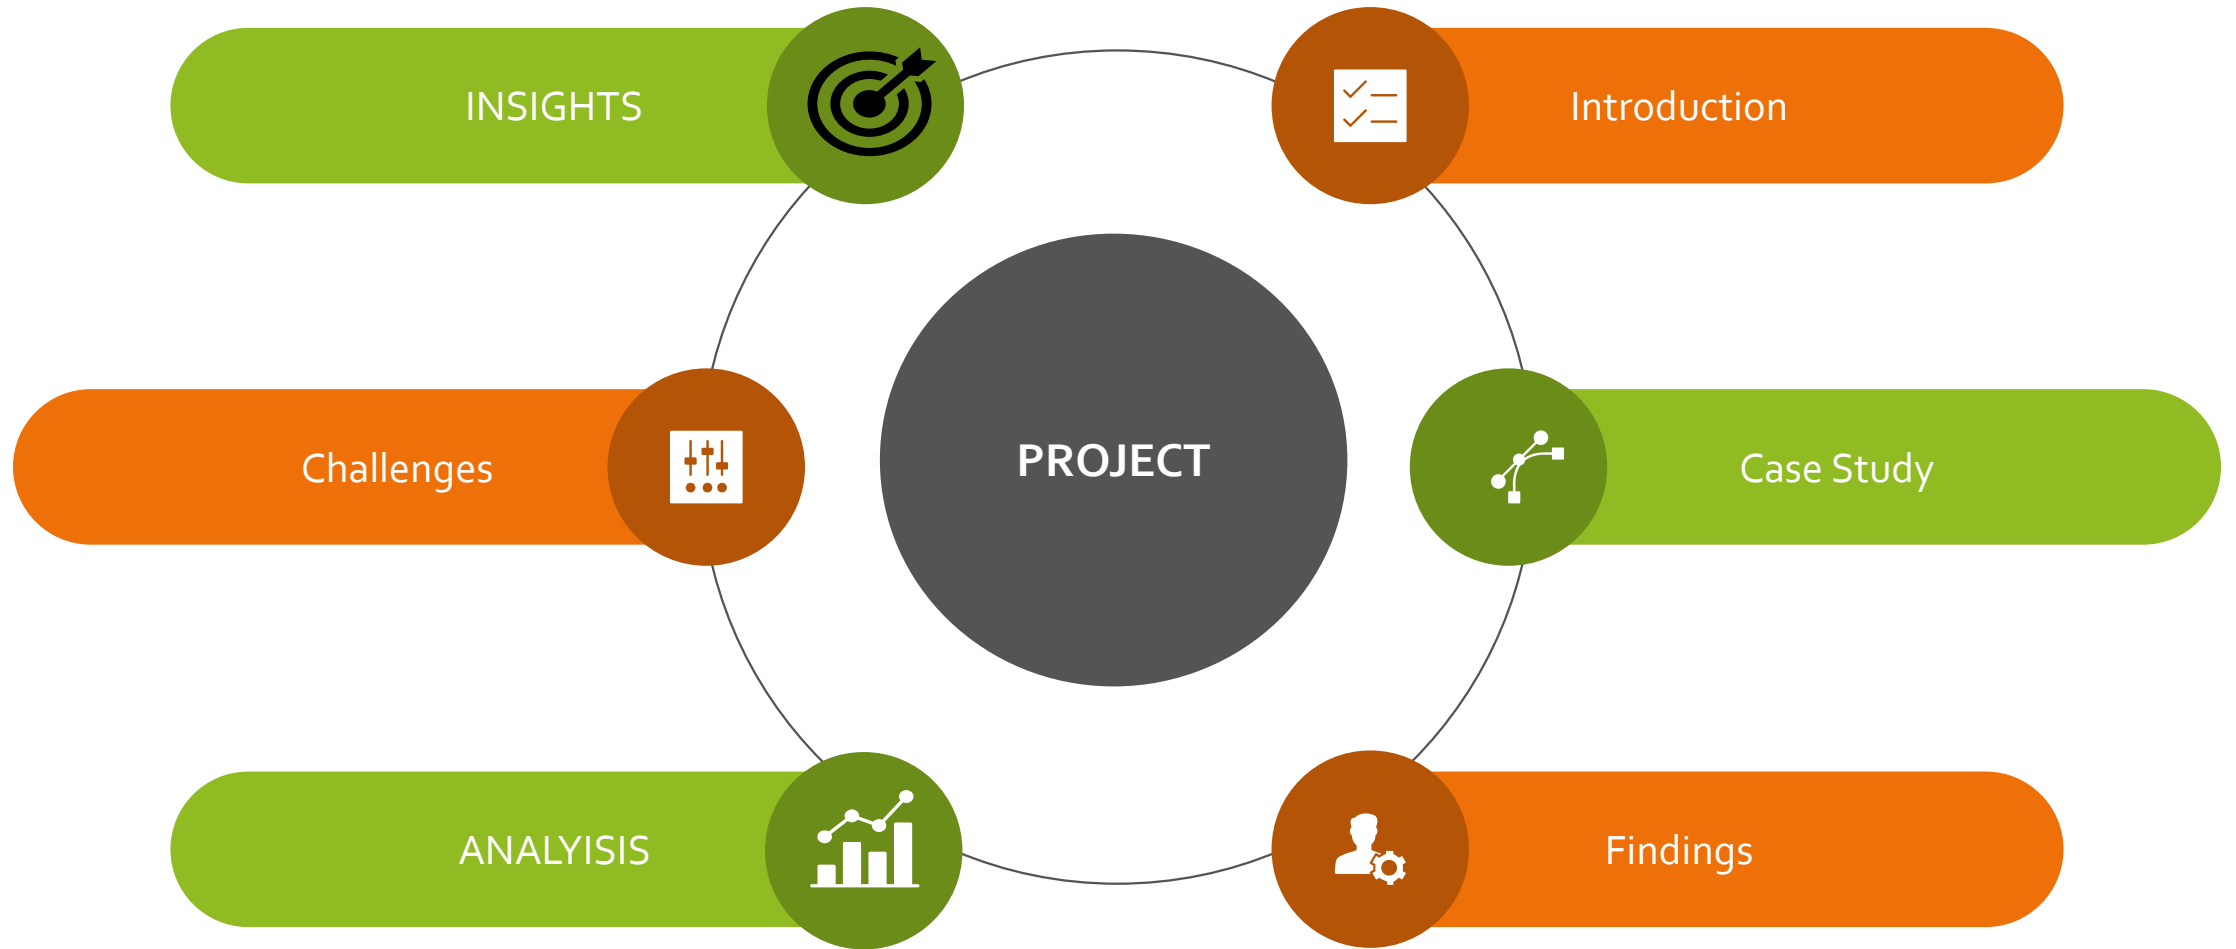 INSIGHTS
Introduction
Challenges
PROJECT
Case Study
ANALYISIS
Findings